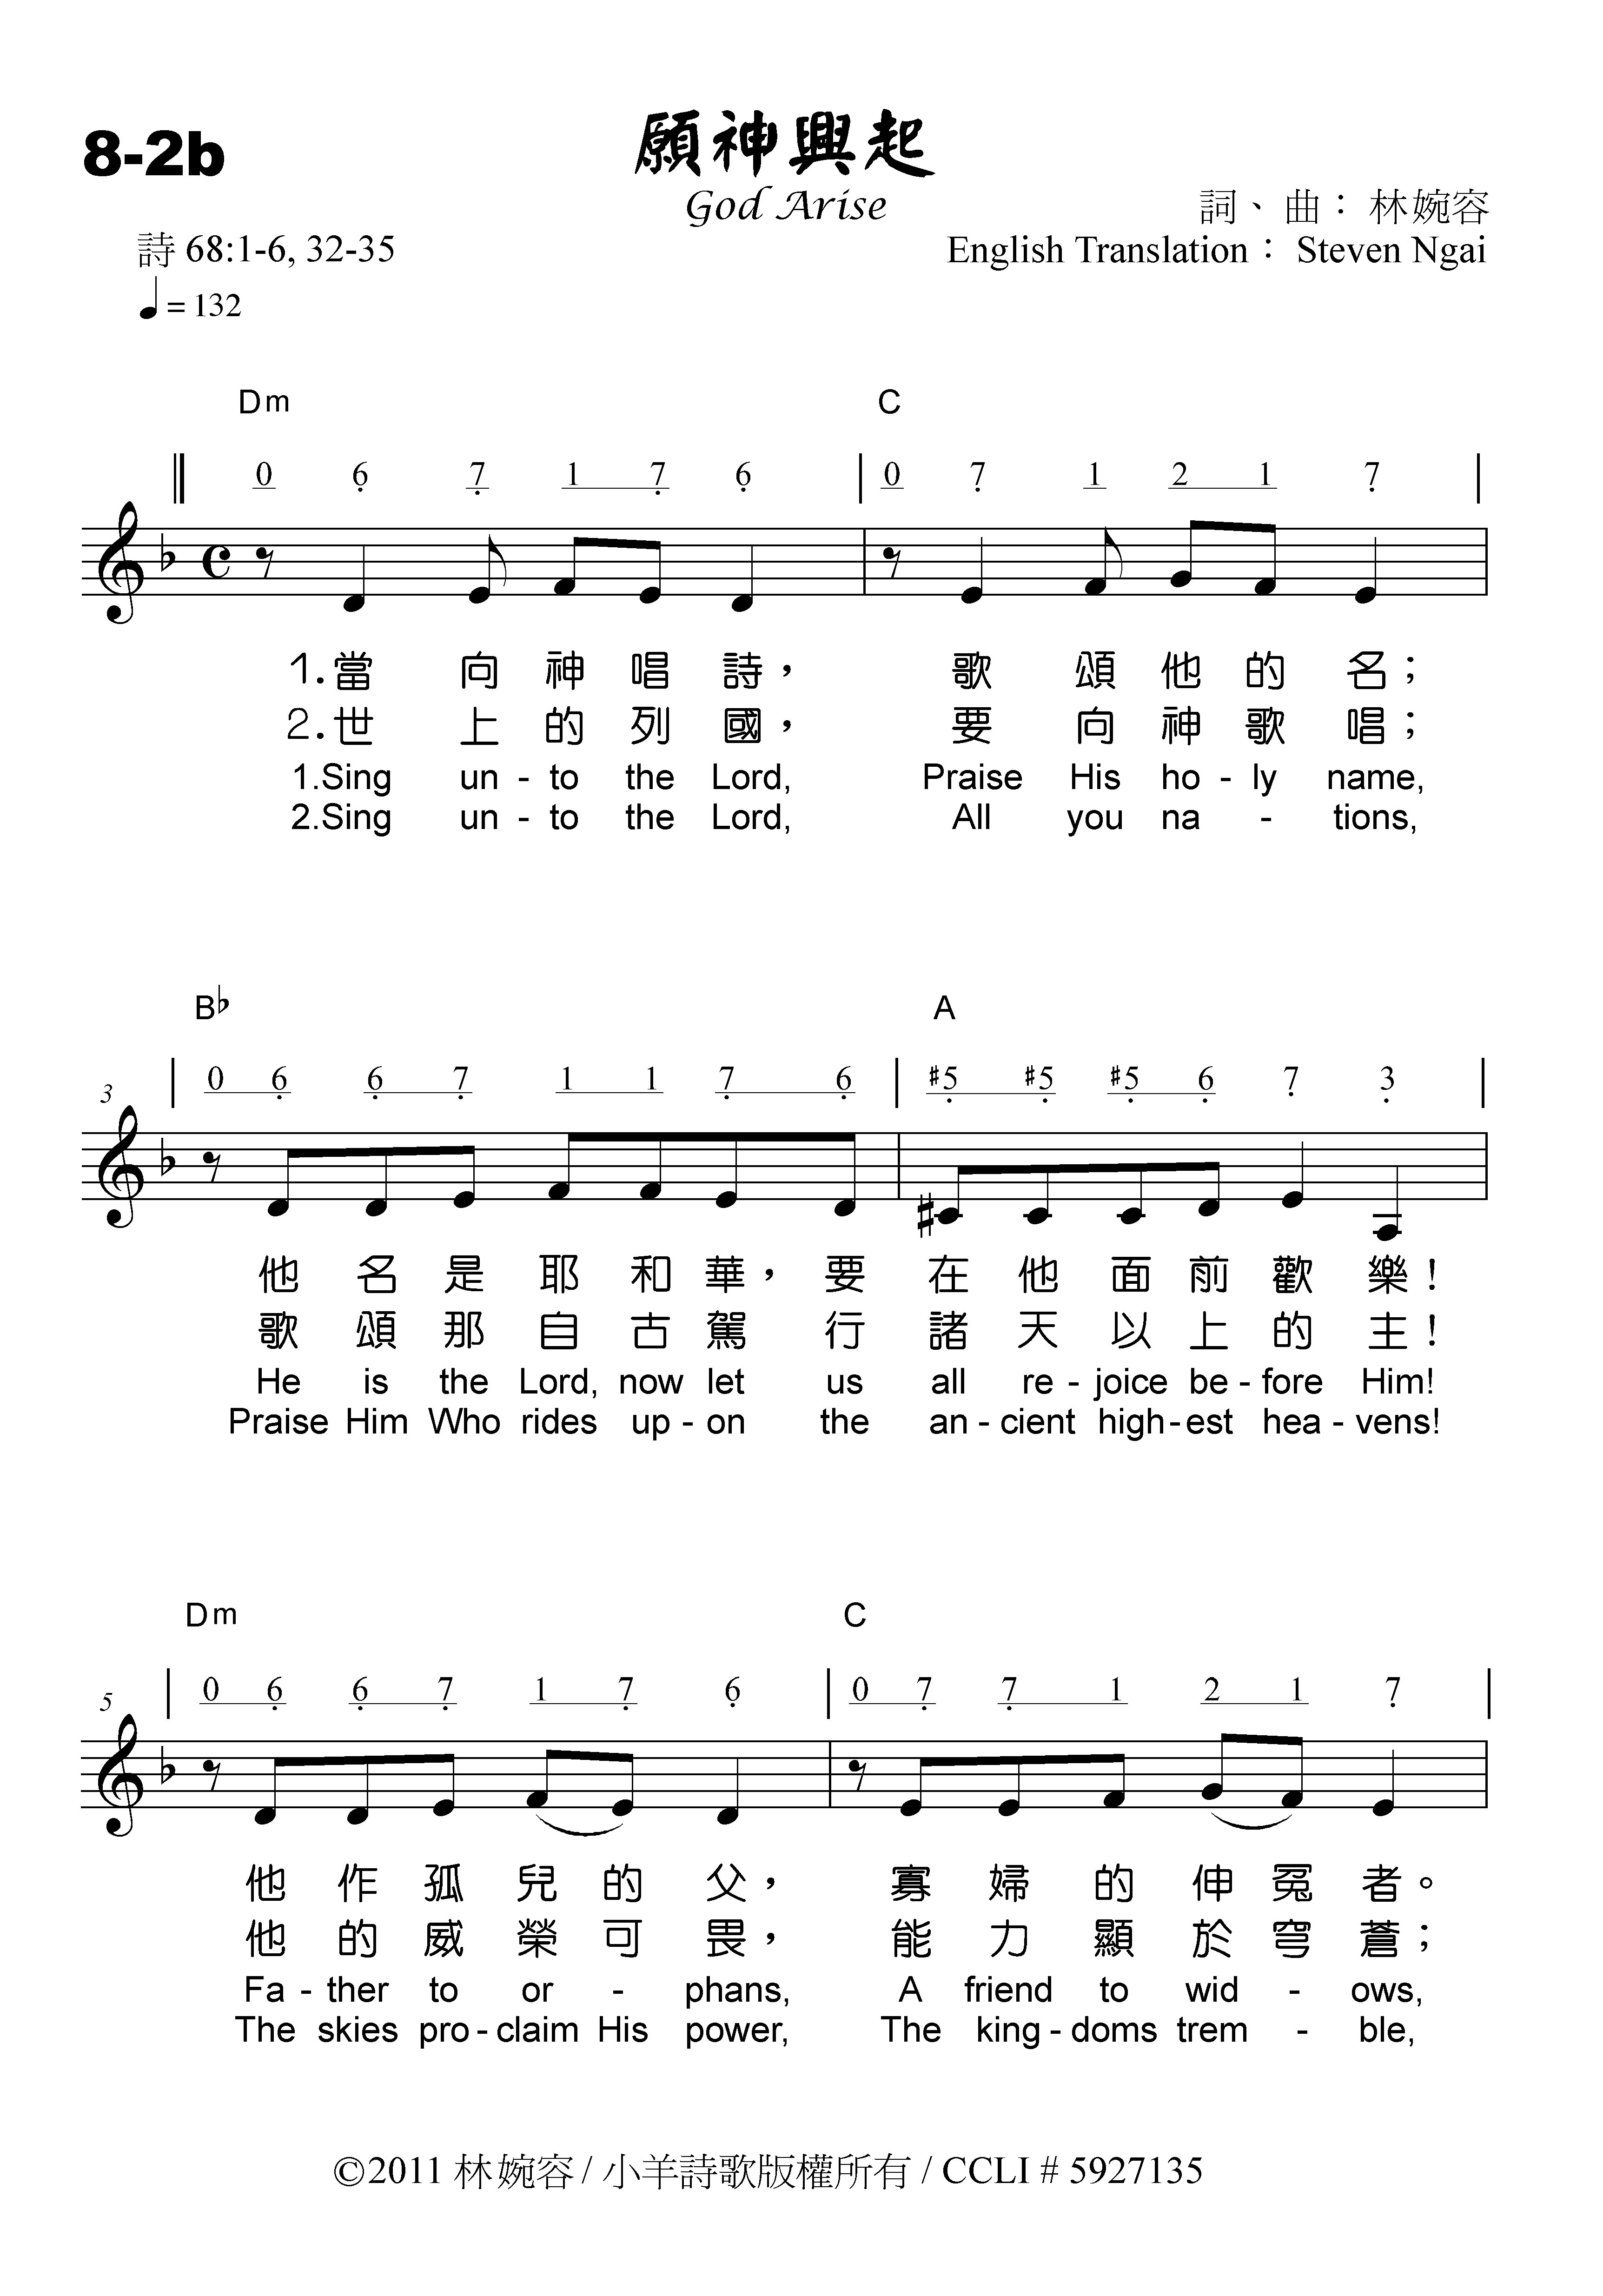 8-2b
願神興起
God Arise
詞、曲：林婉容
詩 68:1-6, 32-35
English Translation： Steven Ngai
♩ = 132
Dm C
0 6 7 1 7 6 | 0 7 1 2 1 7
1.當向神唱詩， 歌頌他的名；
2.世上的列國， 要向神歌唱；
1.Sing un - to the Lord, Praise His ho - ly name,
2.Sing un - to the Lord, All you na - tions,
B♭ A
3
0 6 6 7 1 1 7 6 | #5 #5 #5 6 7 3
他名是耶和華，要在他面前歡樂！
歌頌那自古駕行諸天以上的主！
He is the Lord, now let us all re - joice be - fore Him!
Praise Him Who rides up - on the an - cient high - est hea - vens!
Dm C
5
0 6 6 7 1 7 6 | 0 7 7 1 2 1 7
他作孤兒的父， 寡婦的伸冤者。
他的威榮可畏， 能力顯於穹蒼；
Fa - ther to or - phans, A friend to wid - ows,
The skies pro - claim His power, The king - doms trem - ble,
©2011 林婉容 / 小羊詩歌版權所有 / CCLI # 5927135